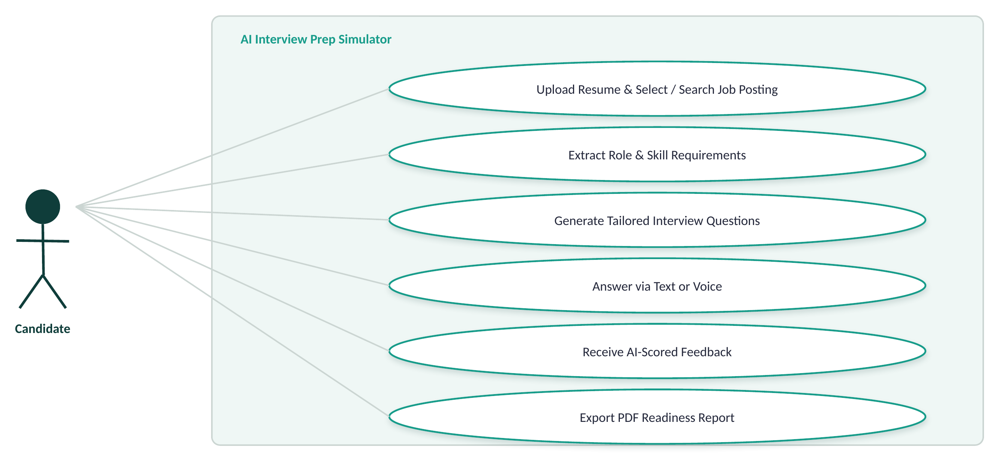 AI Interview Prep Simulator
Upload Resume & Select / Search Job Posting
Extract Role & Skill Requirements
Generate Tailored Interview Questions
Answer via Text or Voice
Candidate
Receive AI-Scored Feedback
Export PDF Readiness Report